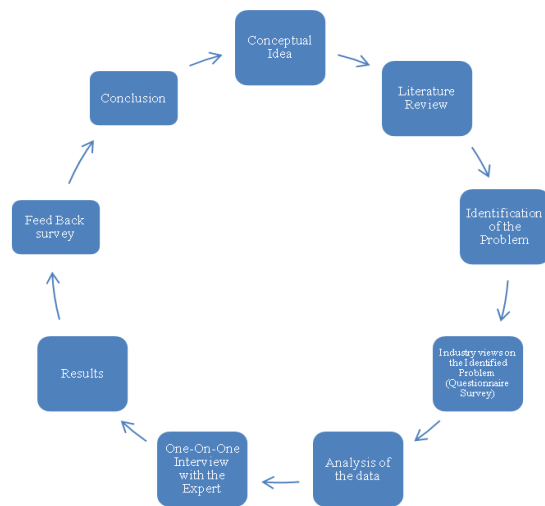 Conceptual
Idea
Literature
Review
Identification
of the
Problem
Industry views on
the Identified
Problem
(Questionnaire
Survey)
Analysis of
the data
One-On-One
Interview
with the
Expert
Results
Feed Back
survey
Conclusion